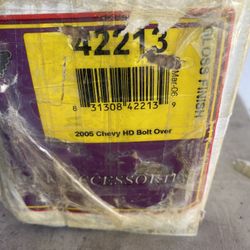 42213
Mar-06
GLOSS FINISH
8 31308 42213 9
2005 Chevy HD Bolt Over
ACCESSORIES